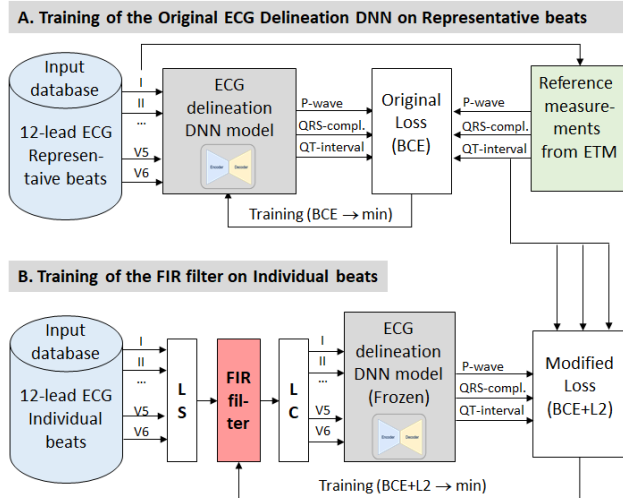 A. Training of the Original ECG Delineation DNN on Representative beats
Input
database
12-lead ECG
Represen-
taive beats
I
II
...
V5
V6
ECG
delineation
DNN model
Encoder
Decoder
P-wave
QRS-compl.
QT-interval
Original
Loss
(BCE)
P-wave
QRS-compl.
QT-interval
Reference
measure-
ments
from ETM
Training (BCE → min)
B. Training of the FIR filter on Individual beats
Input
database
12-lead ECG
Individual
beats
I
II
...
V5
V6
L
S
FIR
fil-
ter
L
C
I
II
...
V5
V6
ECG
delineation
DNN model
(Frozen)
Encoder
Decoder
P-wave
QRS-compl.
QT-interval
Modified
Loss
(BCE+L2)
Training (BCE+L2 → min)